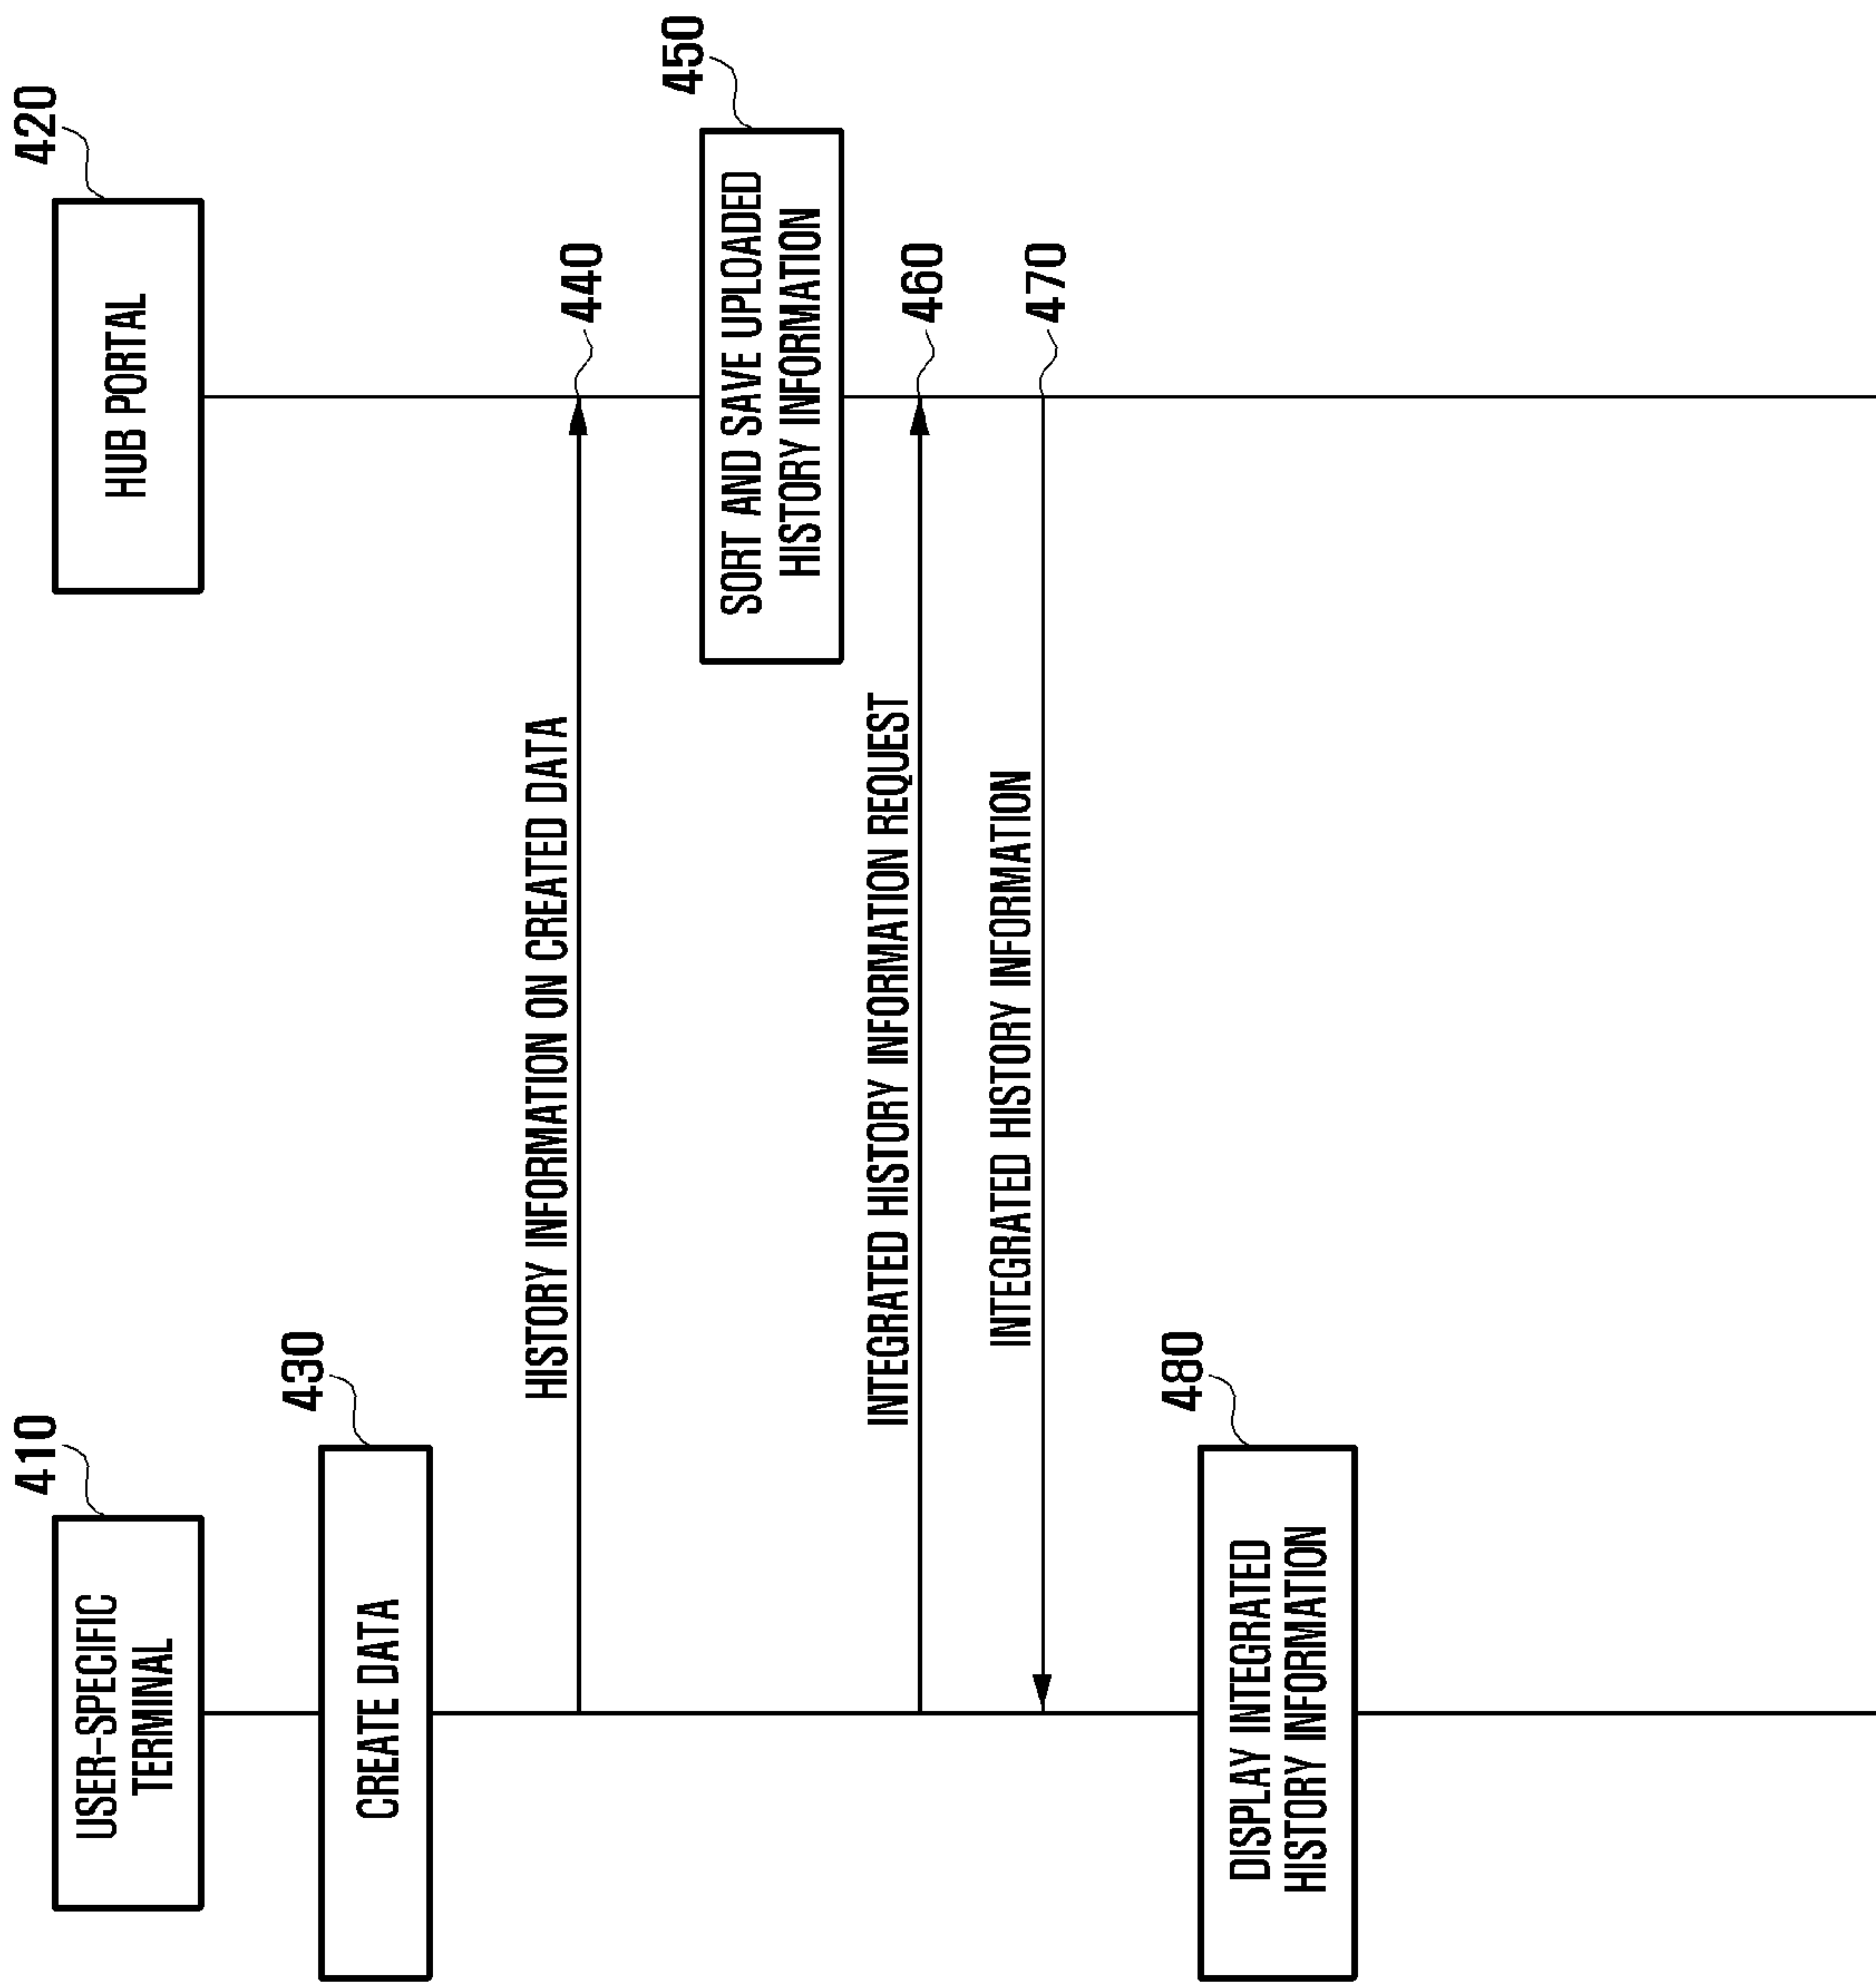 410
USER-SPECIFIC
TERMINAL
420
HUB PORTAL
430
CREATE DATA
HISTORY INFORMATION ON CREATED DATA
440
450
SORT AND SAVE UPLOADED
HISTORY INFORMATION
INTEGRATED HISTORY INFORMATION REQUEST
460
INTEGRATED HISTORY INFORMATION
470
480
DISPLAY INTEGRATED
HISTORY INFORMATION